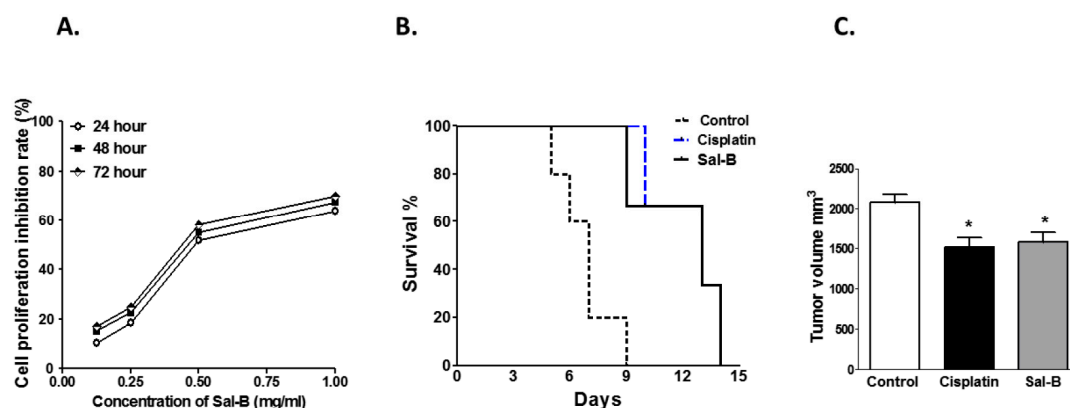 A.
B.
C.
Cell proliferation inhibition rate (%)
100
80
60
40
20
0
24 hour
48 hour
72 hour
0.00
0.25
0.50
0.75
1.00
Concentration of Sal-B (mg/ml)
Survival %
100
80
60
40
20
0
Control
Cisplatin
Sal-B
0
3
6
9
12
15
Days
Tumor volume mm³
2500
2000
1500
1000
500
0
*
*
Control
Cisplatin
Sal-B